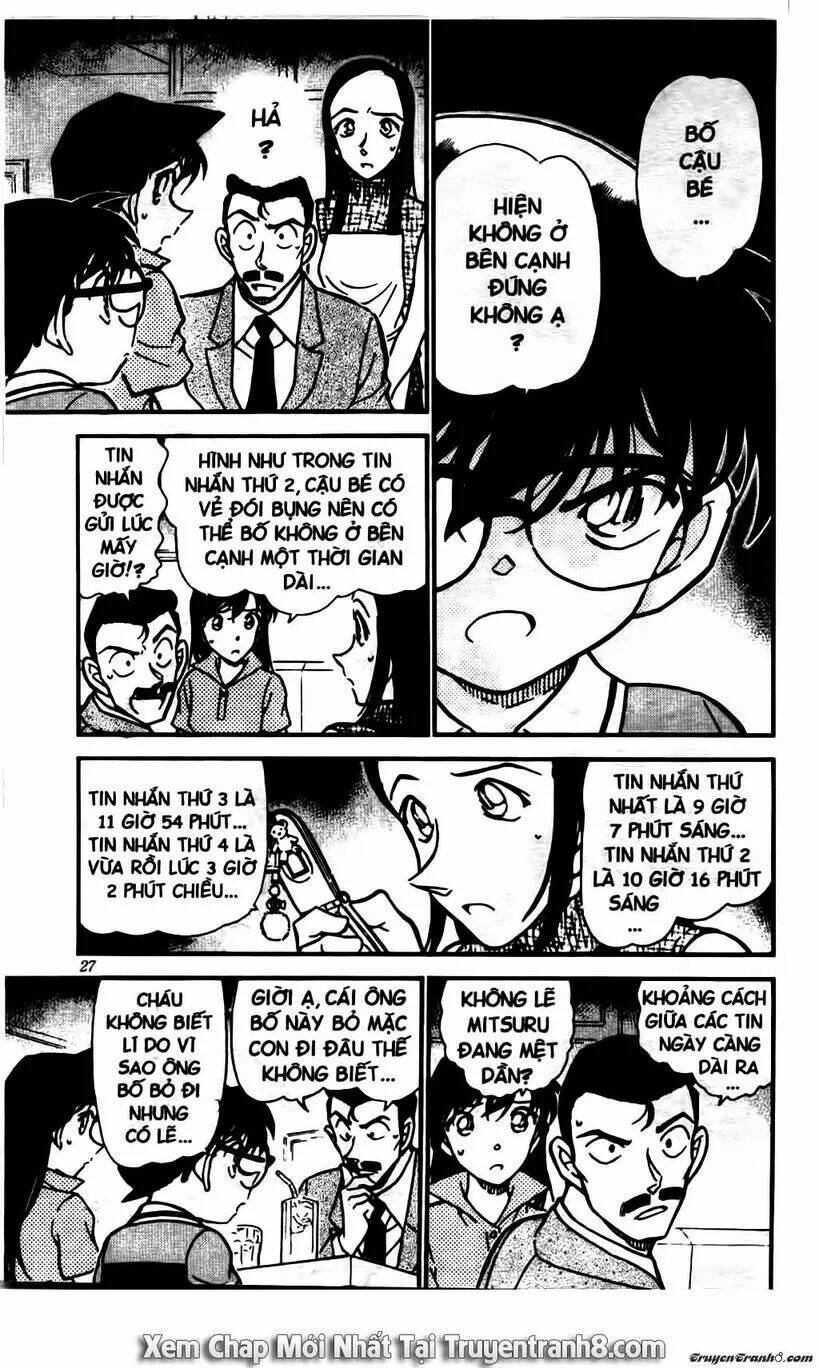 BỐ
CẬU
BÉ
...
HIỆN
KHÔNG Ở
BÊN CẠNH
ĐÚNG
KHÔNG Ạ
?
HẢ
?
HÌNH NHƯ TRONG TIN
NHẮN THỨ 2, CẬU BÉ CÓ
VẺ ĐÓI BỤNG NÊN CÓ
THỂ BỐ KHÔNG Ở BÊN
CẠNH MỘT THỜI GIAN
DÀI...
TIN
NHẮN
ĐƯỢC
GỬI LÚC
MẤY
GIỜ!?
TIN NHẮN THỨ
NHẤT LÀ 9 GIỜ
7 PHÚT SÁNG...
TIN NHẮN THỨ 2
LÀ 10 GIỜ 16 PHÚT
SÁNG
...
TIN NHẮN THỨ 3 LÀ
11 GIỜ 54 PHÚT...
TIN NHẮN THỨ 4 LÀ
VỪA RỒI LÚC 3 GIỜ
2 PHÚT CHIỀU...
27
KHOẢNG CÁCH
GIỮA CÁC TIN
NGÀY CÀNG
DÀI RA
...
KHÔNG LẼ
MITSURU
ĐANG MỆT
DẦN?
GIỜI Ạ, CÁI ÔNG
BỐ NÀY BỎ MẶC
CON ĐI ĐÂU THẾ
KHÔNG BIẾT...
CHÁU
KHÔNG BIẾT
LÍ DO VÌ
SAO ÔNG
BỐ BỎ ĐI
NHƯNG
CÓ LẼ...
Xem Chap Mới Nhất Tại Truyentranh8.com
TruyenTranh8.com